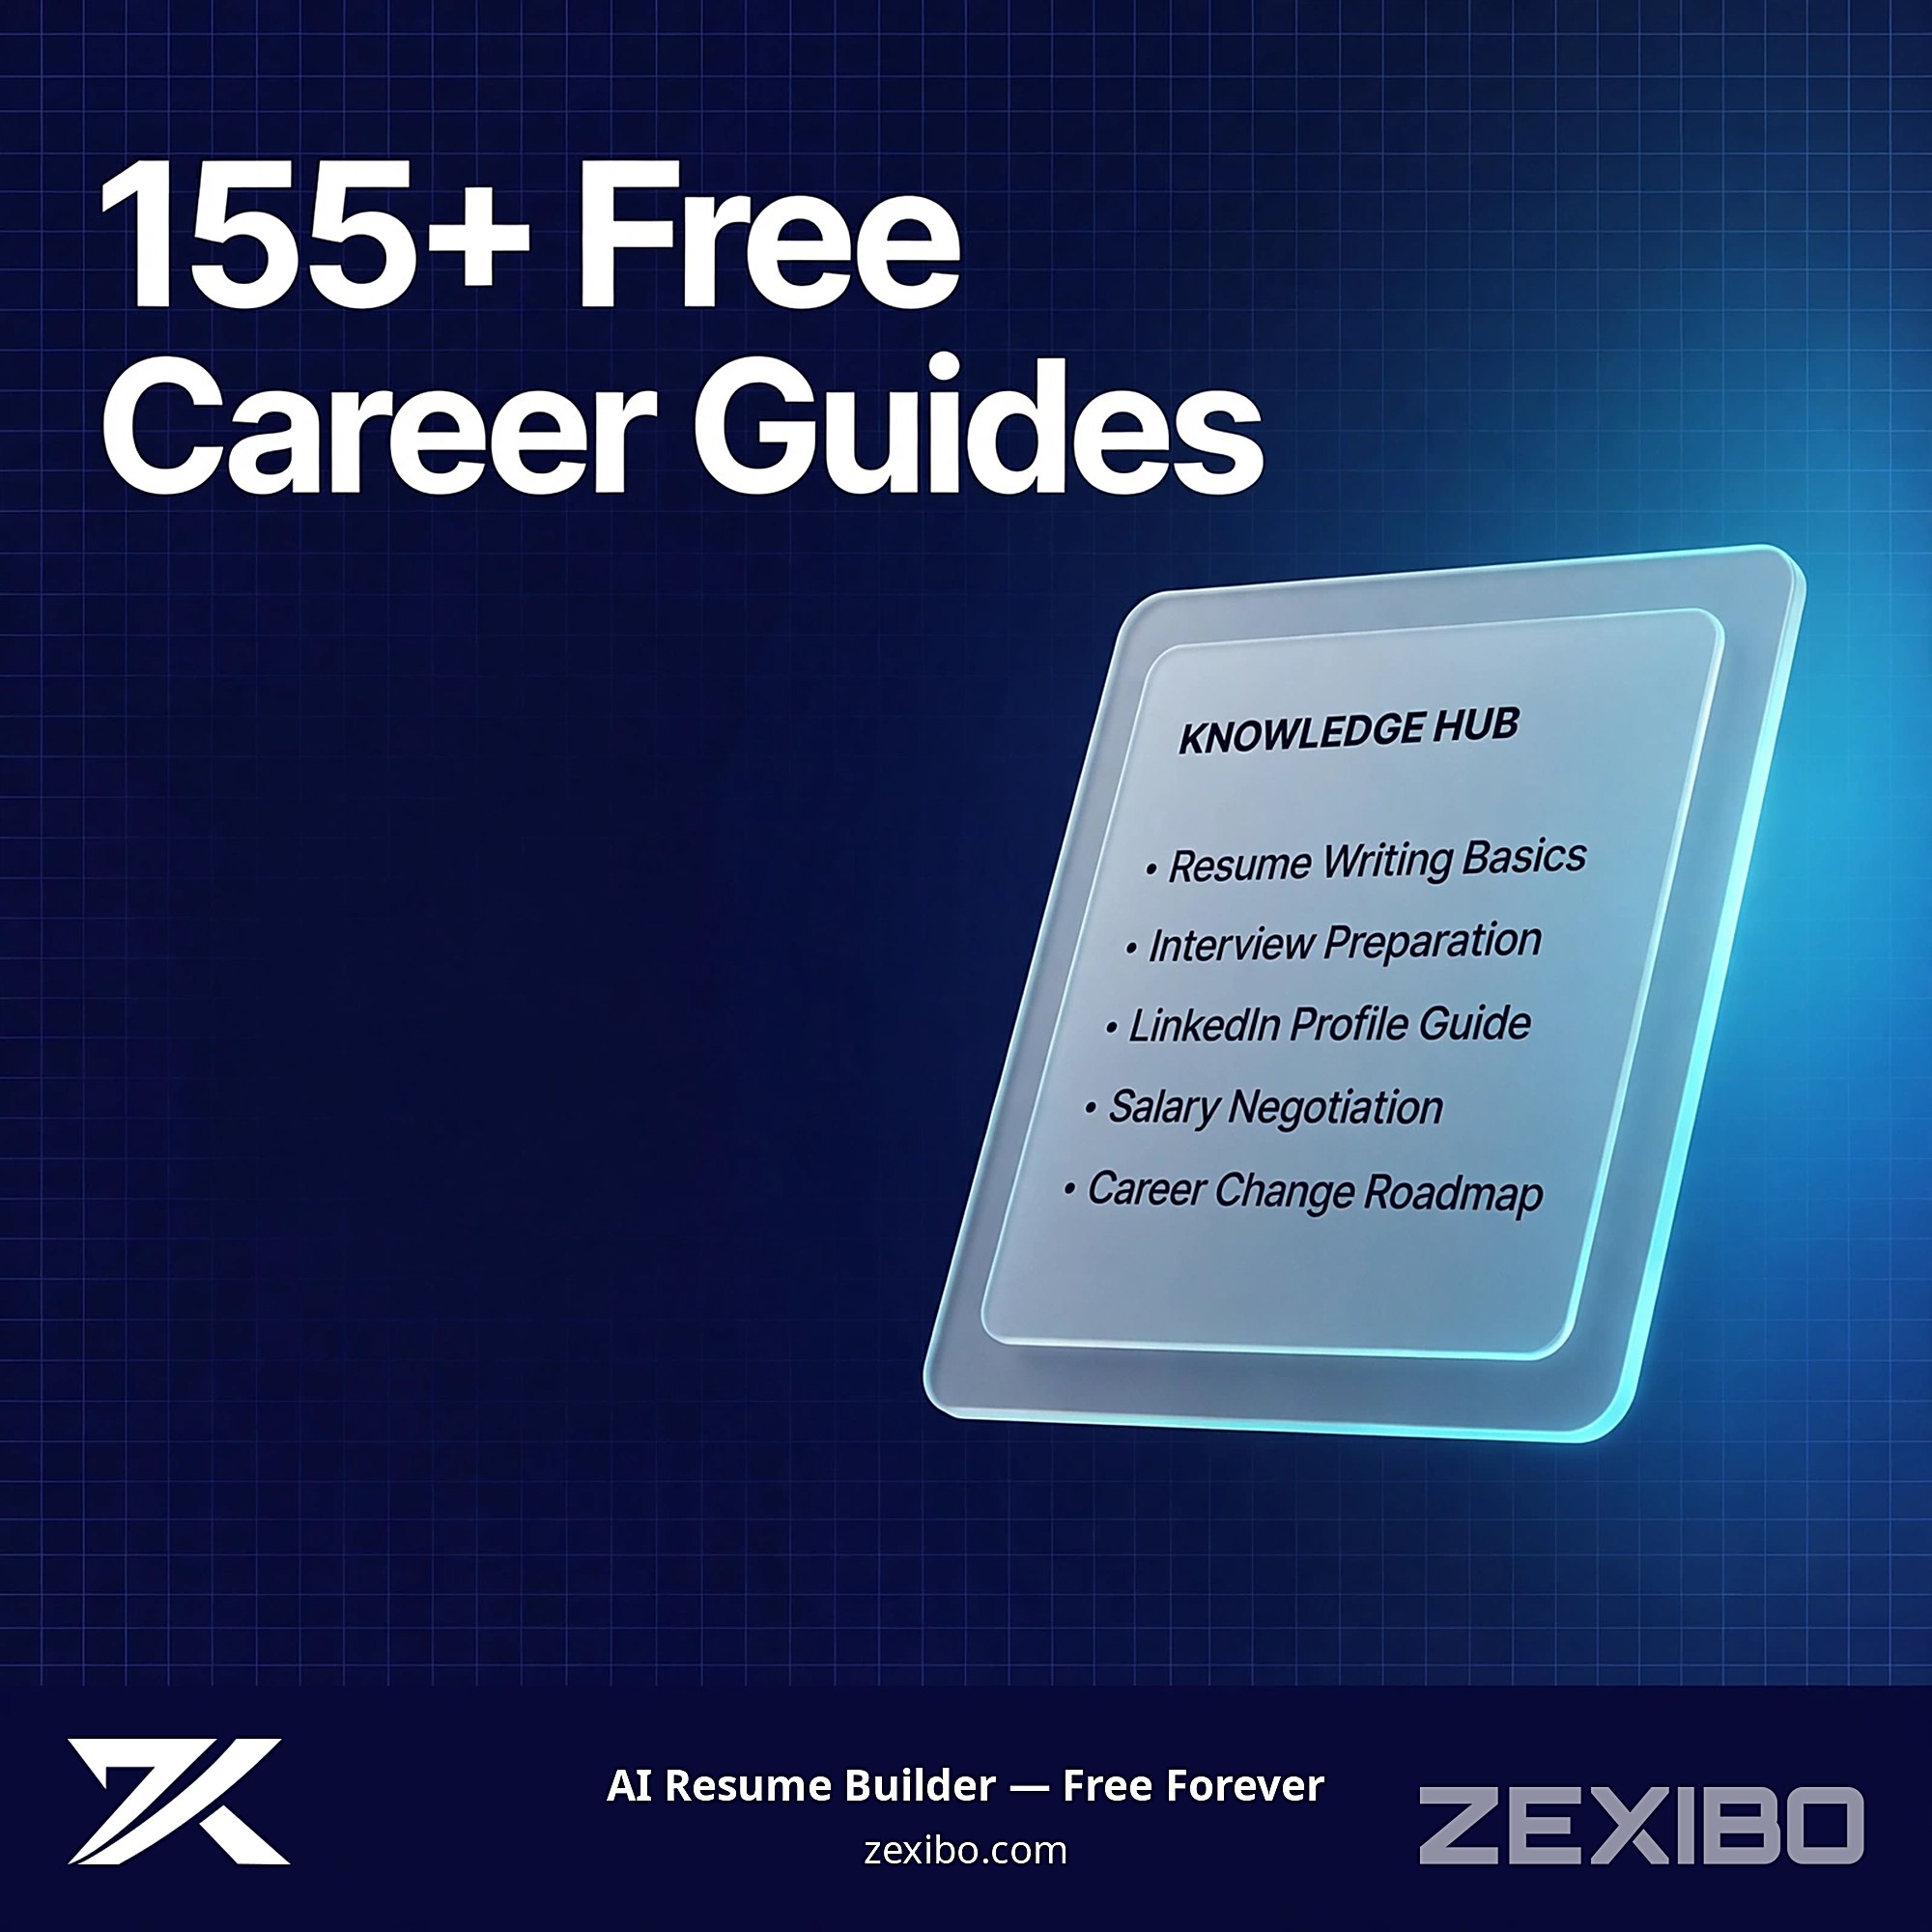 155+ Free
Career Guides
KNOWLEDGE HUB
• Resume Writing Basics
• Interview Preparation
• LinkedIn Profile Guide
• Salary Negotiation
• Career Change Roadmap
AI Resume Builder — Free Forever
zexibo.com
ZEXIBO